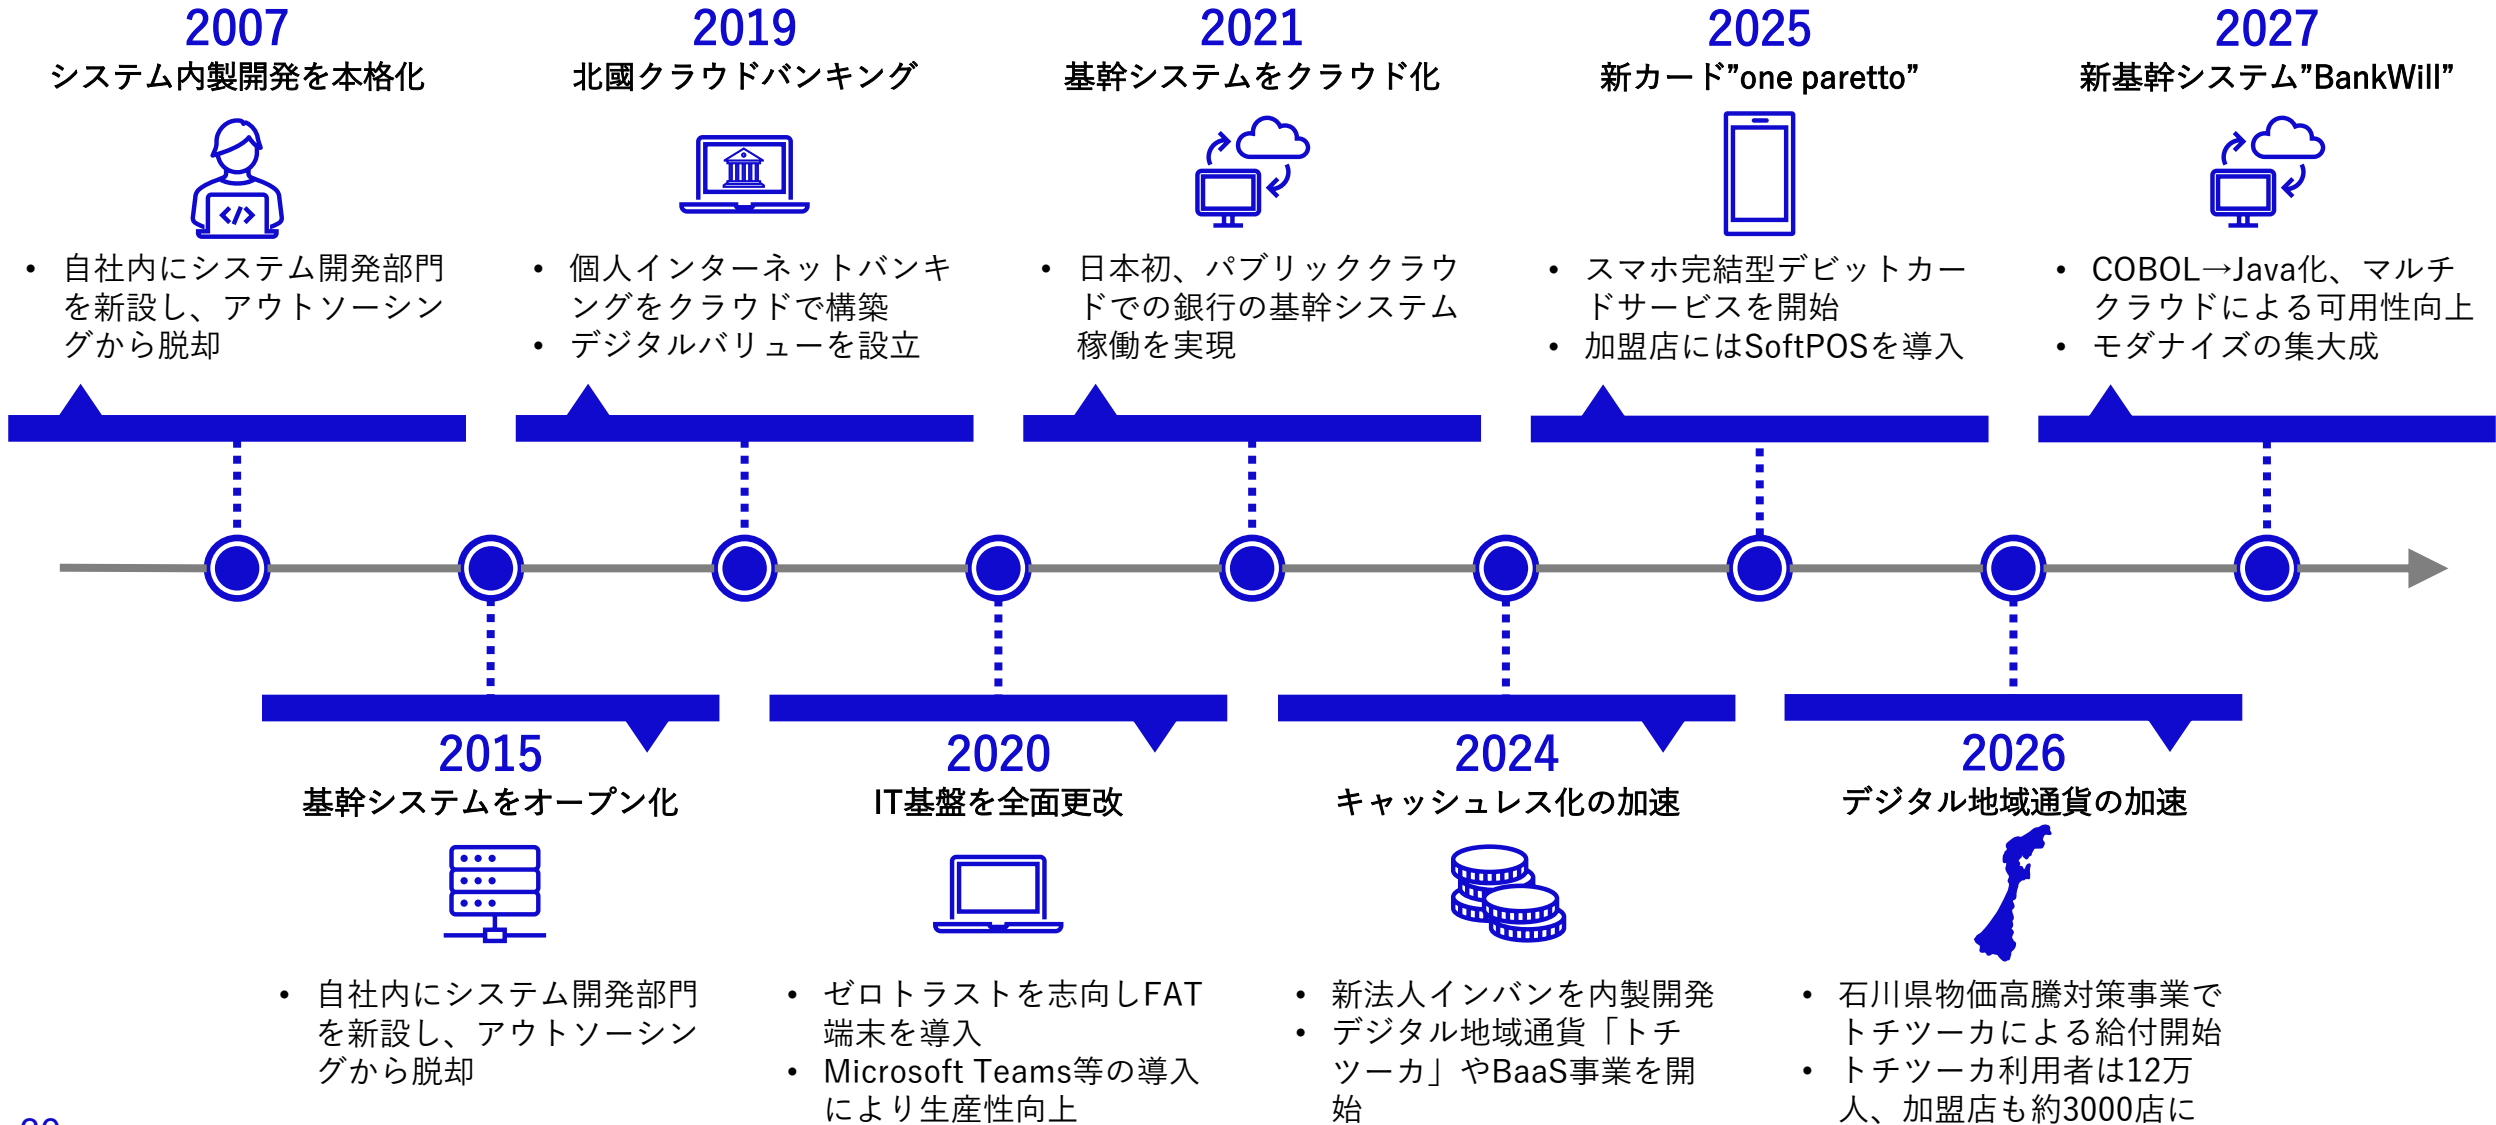 2007
システム内製開発を本格化
• 自社内にシステム開発部門
を新設し、アウトソーシン
グから脱却
2019
北國クラウドバンキング
• 個人インターネットバンキ
ングをクラウドで構築
• デジタルバリューを設立
2021
基幹システムをクラウド化
• 日本初、パブリッククラウ
ドでの銀行の基幹システム
稼働を実現
2025
新カード”one paretto”
• スマホ完結型デビットカー
ドサービスを開始
• 加盟店にはSoftPOSを導入
2027
新基幹システム”BankWill”
• COBOL→Java化、マルチ
クラウドによる可用性向上
• モダナイズの集大成
2015
基幹システムをオープン化
• 自社内にシステム開発部門
を新設し、アウトソーシン
グから脱却
2020
IT基盤を全面更改
• ゼロトラストを志向しFAT
端末を導入
• Microsoft Teams等の導入
により生産性向上
2024
キャッシュレス化の加速
• 新法人インバンを内製開発
• デジタル地域通貨「トチ
ツーカ」やBaaS事業を開
始
2026
デジタル地域通貨の加速
• 石川県物価高騰対策事業で
トチツーカによる給付開始
• トチツーカ利用者は12万
人、加盟店も約3000店に